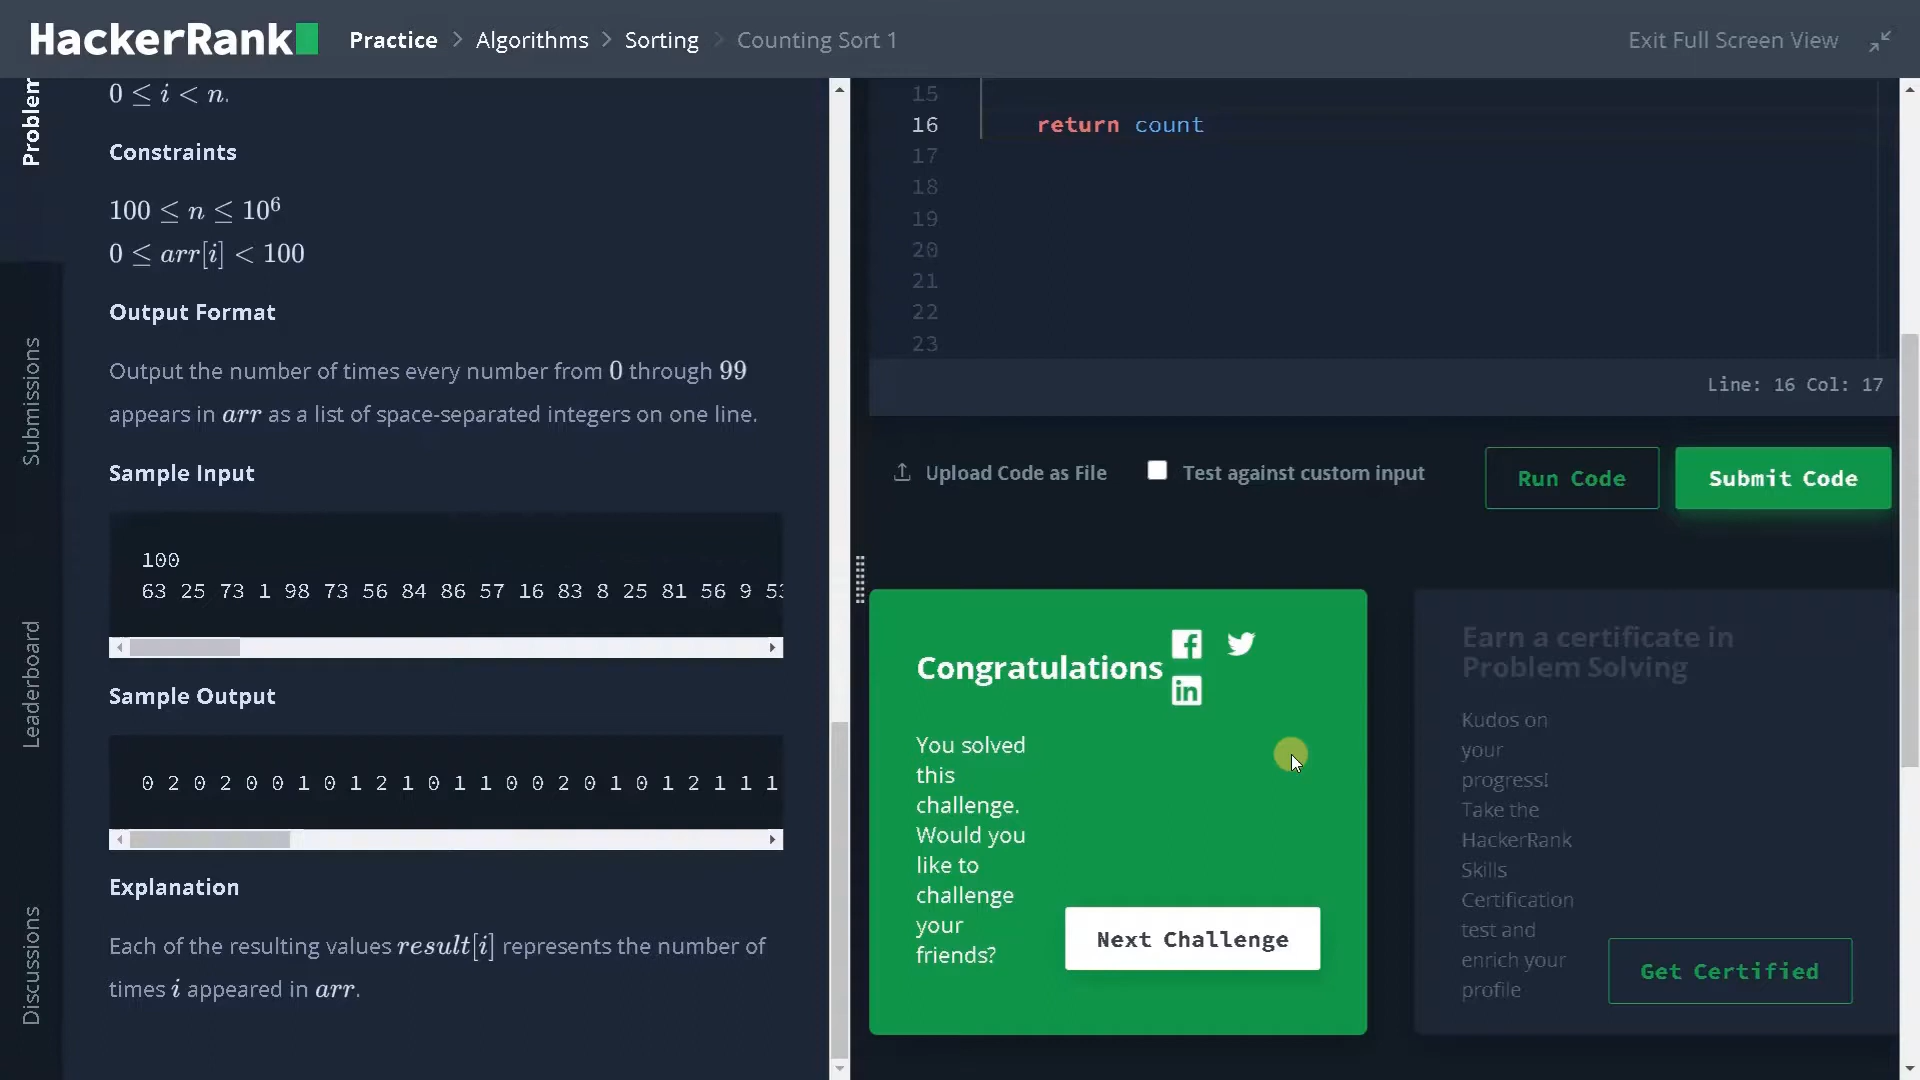 HackerRank Practice > Algorithms > Sorting > Counting Sort 1 Exit Full Screen View
Problem
Submissions
Leaderboard
Discussions
0 ≤ i < n.
Constraints
100 ≤ n ≤ 10⁶
0 ≤ arr[i] < 100
Output Format
Output the number of times every number from 0 through 99
appears in arr as a list of space-separated integers on one line.
Sample Input
100
63 25 73 1 98 73 56 84 86 57 16 83 8 25 81 56 9 53
Sample Output
0 2 0 2 0 0 1 0 1 2 1 0 1 1 0 0 2 0 1 0 1 2 1 1 1
Explanation
Each of the resulting values result[i] represents the number of
times i appeared in arr.
15
16 return count
17
18
19
20
21
22
23
Line: 16 Col: 17
Upload Code as File Test against custom input Run Code Submit Code
Congratulations
You solved
this
challenge.
Would you
like to
challenge
your
friends?
Next Challenge
Earn a certificate in
Problem Solving
Kudos on
your
progress!
Take the
HackerRank
Skills
Certification
test and
enrich your
profile
Get Certified